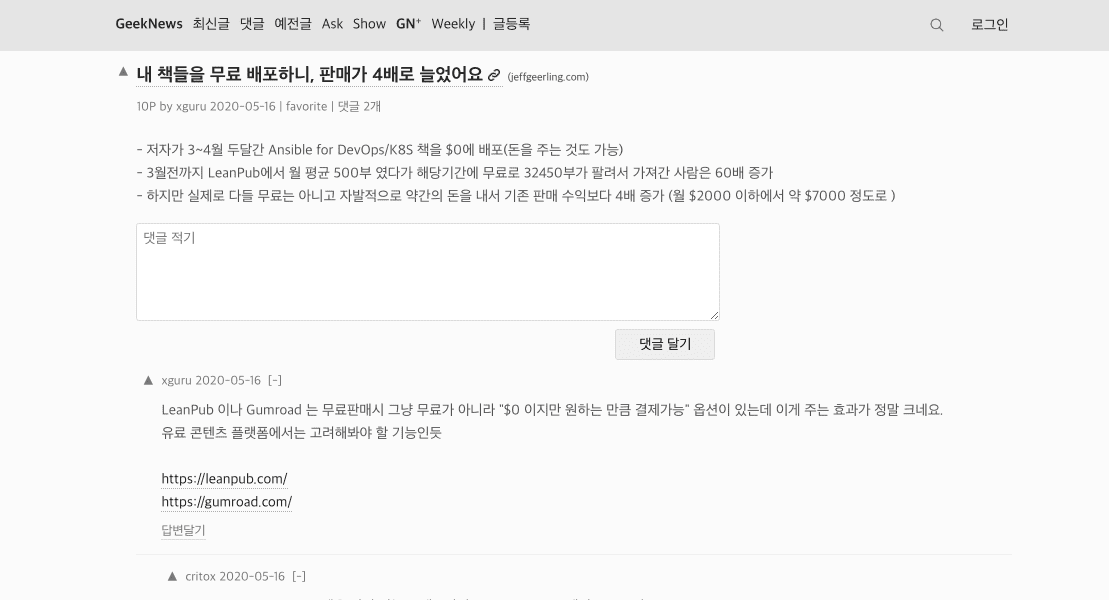 GeekNews 최신글 댓글 예전글 Ask Show GN+ Weekly | 글등록 로그인
▲ 내 책들을 무료 배포하니, 판매가 4배로 늘었어요 (jeffgeerling.com)
10P by xguru 2020-05-16 | favorite | 댓글 2개
- 저자가 3~4월 두달간 Ansible for DevOps/K8S 책을 $0에 배포(돈을 주는 것도 가능)
- 3월전까지 LeanPub에서 월 평균 500부 였다가 해당기간에 무료로 32450부가 팔려서 가져간 사람은 60배 증가
- 하지만 실제로 다들 무료는 아니고 자발적으로 약간의 돈을 내서 기존 판매 수익보다 4배 증가 (월 $2000 이하에서 약 $7000 정도로 )
댓글 적기
댓글 달기
▲ xguru 2020-05-16 [-]
LeanPub 이나 Gumroad 는 무료판매시 그냥 무료가 아니라 "$0 이지만 원하는 만큼 결제가능" 옵션이 있는데 이게 주는 효과가 정말 크네요.
유료 콘텐츠 플랫폼에서는 고려해봐야 할 기능인듯
https://leanpub.com/
https://gumroad.com/
답변달기
▲ critox 2020-05-16 [-]